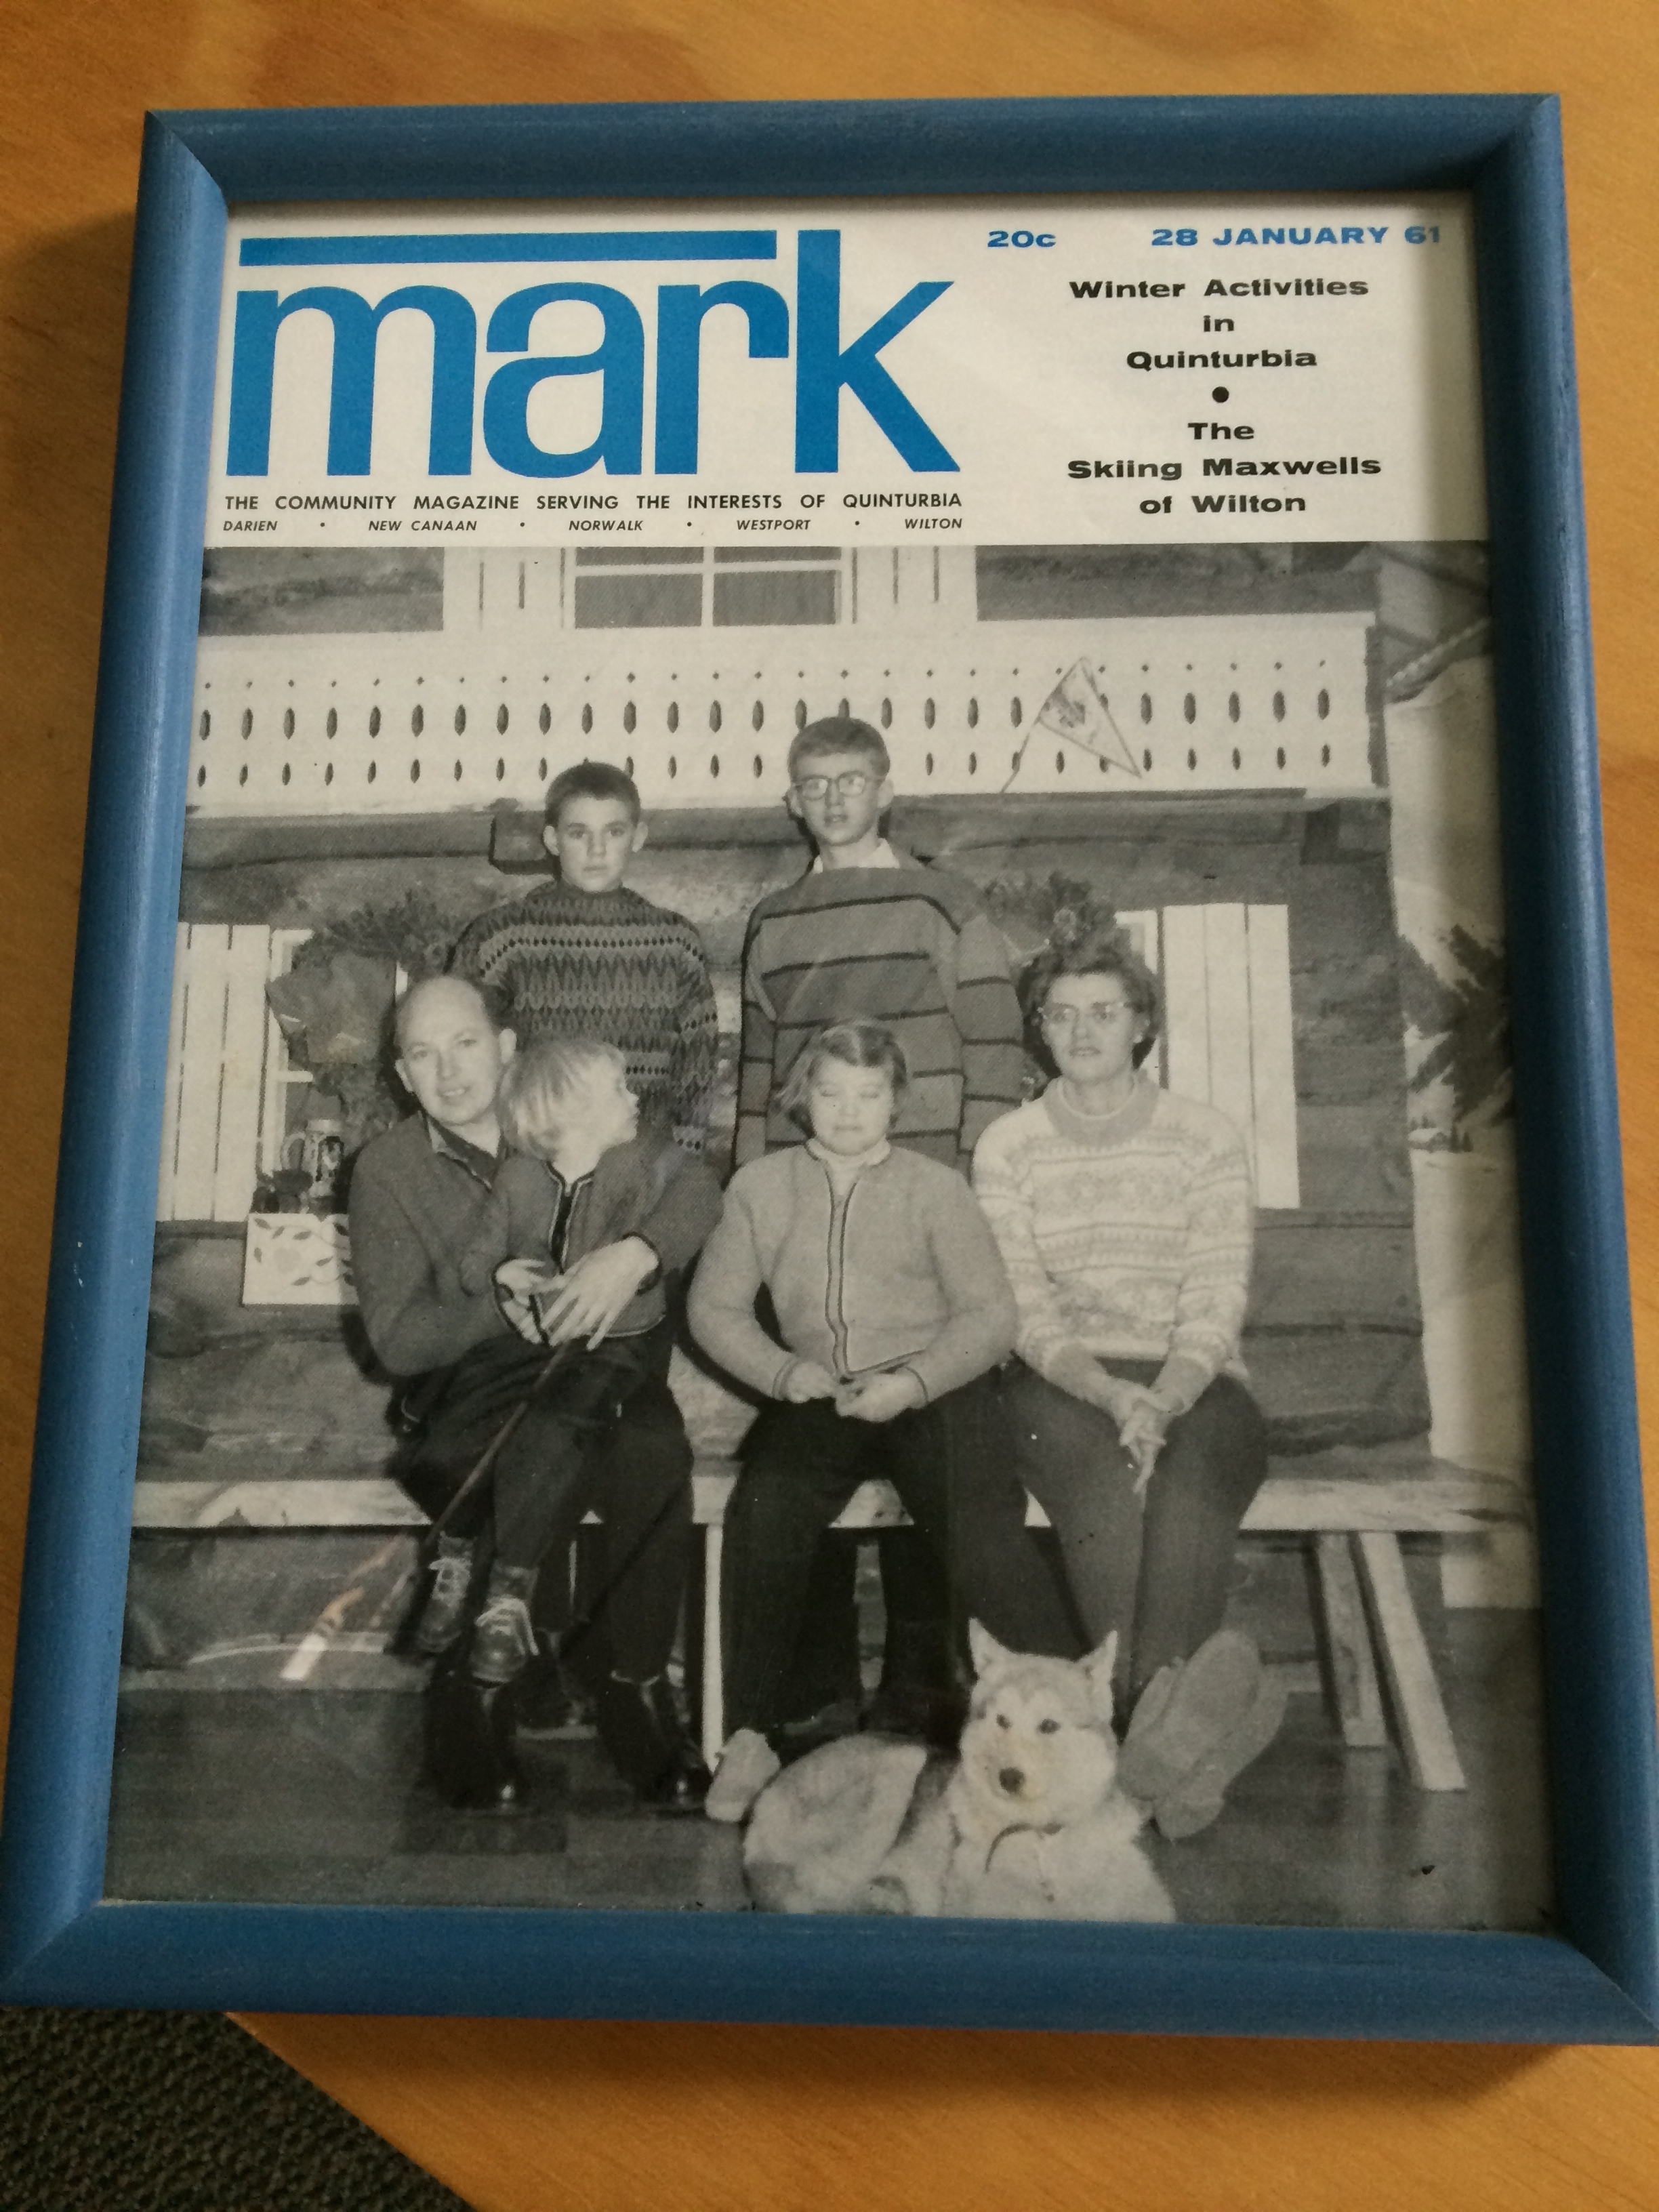 mark
THE COMMUNITY MAGAZINE SERVING THE INTERESTS OF QUINTURBIA
DARIEN • NEW CANAAN • NORWALK • WESTPORT • WILTON
20c 28 JANUARY 61
Winter Activities
in
Quinturbia
•
The
Skiing Maxwells
of Wilton